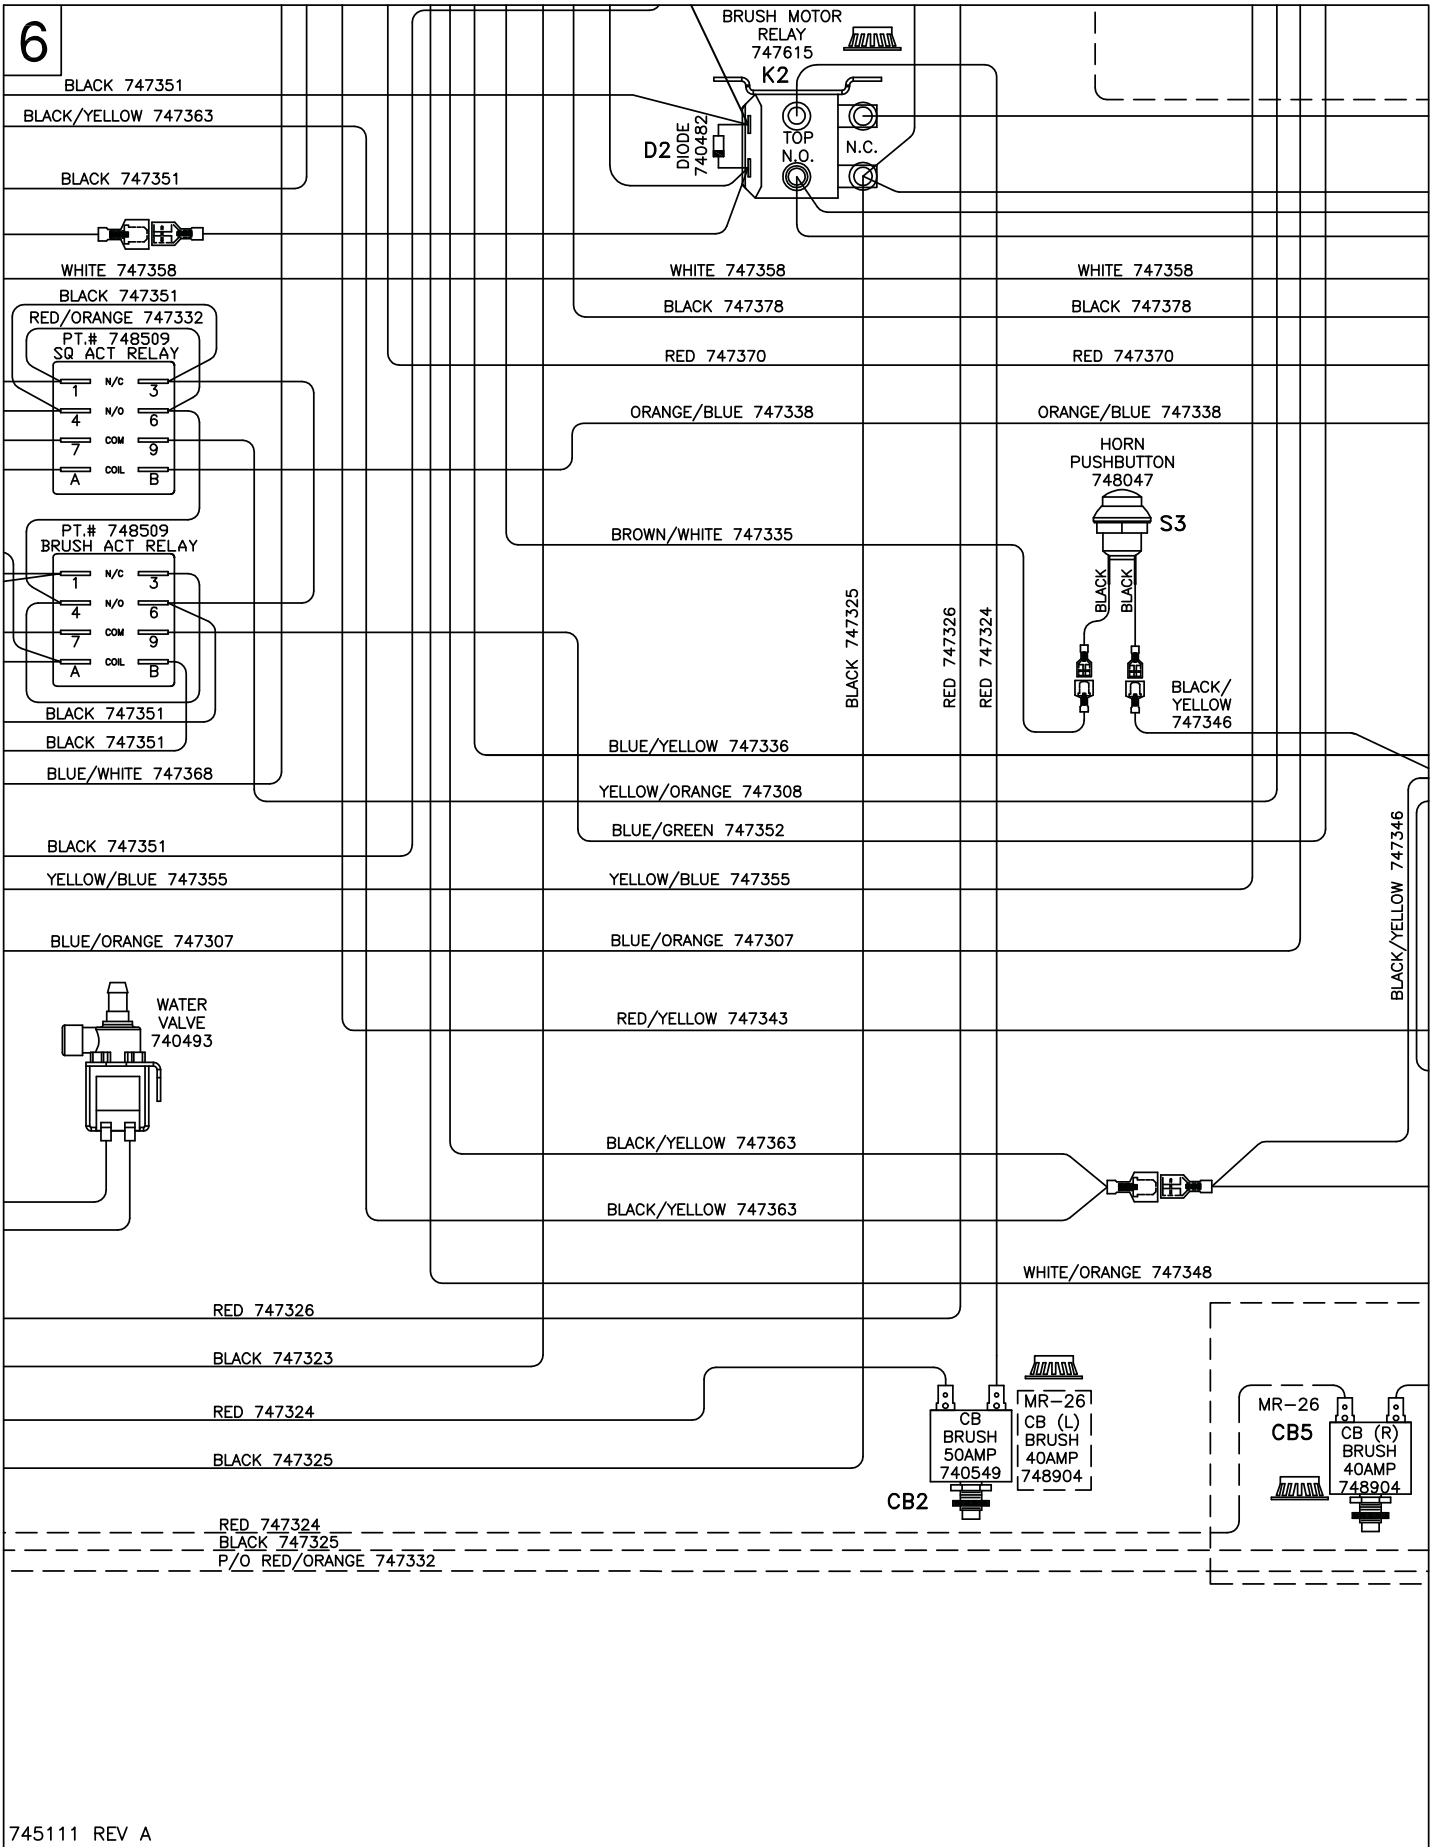 6
BRUSH MOTOR
RELAY
747615
K2
BLACK 747351
BLACK/YELLOW 747363
D2
DIODE
740482
TOP
N.O.
N.C.
BLACK 747351
WHITE 747358
WHITE 747358
WHITE 747358
BLACK 747351
BLACK 747378
BLACK 747378
RED/ORANGE 747332
PT.# 748509
SQ ACT RELAY
RED 747370
RED 747370
1 N/C 3
4 N/O 6
7 COM 9
A COIL B
ORANGE/BLUE 747338
ORANGE/BLUE 747338
HORN
PUSHBUTTON
748047
S3
PT.# 748509
BRUSH ACT RELAY
BROWN/WHITE 747335
1 N/C 3
4 N/O 6
7 COM 9
A COIL B
BLACK
BLACK
BLACK 747325
RED 747326
RED 747324
BLACK/
YELLOW
747346
BLACK 747351
BLACK 747351
BLUE/YELLOW 747336
BLUE/WHITE 747368
YELLOW/ORANGE 747308
BLUE/GREEN 747352
BLACK 747351
BLACK/YELLOW 747346
YELLOW/BLUE 747355
YELLOW/BLUE 747355
BLUE/ORANGE 747307
BLUE/ORANGE 747307
WATER
VALVE
740493
RED/YELLOW 747343
BLACK/YELLOW 747363
BLACK/YELLOW 747363
WHITE/ORANGE 747348
RED 747326
BLACK 747323
RED 747324
BLACK 747325
CB
BRUSH
50AMP
740549
CB2
MR-26
CB (L)
BRUSH
40AMP
748904
MR-26
CB5
CB (R)
BRUSH
40AMP
748904
RED 747324
BLACK 747325
P/O RED/ORANGE 747332
745111 REV A